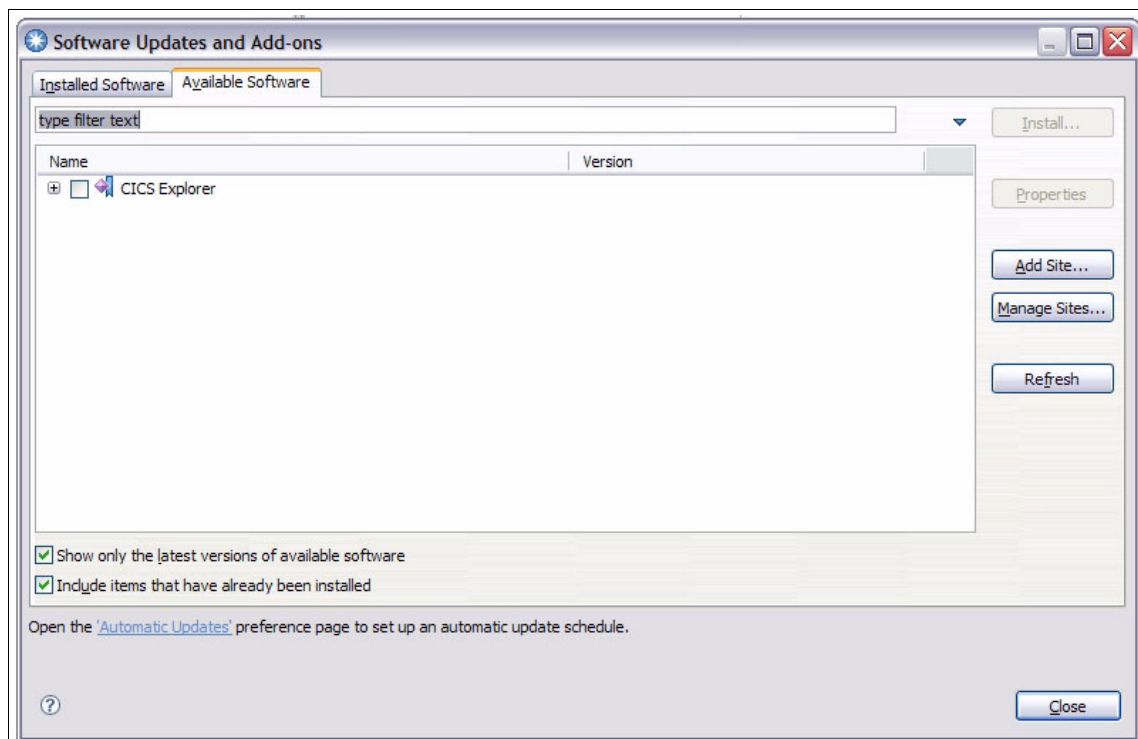 Software Updates and Add-ons
Installed Software Available Software
type filter text Install...
Name Version
CICS Explorer
Properties
Add Site...
Manage Sites...
Refresh
Show only the latest versions of available software
Include items that have already been installed
Open the 'Automatic Updates' preference page to set up an automatic update schedule.
? Close